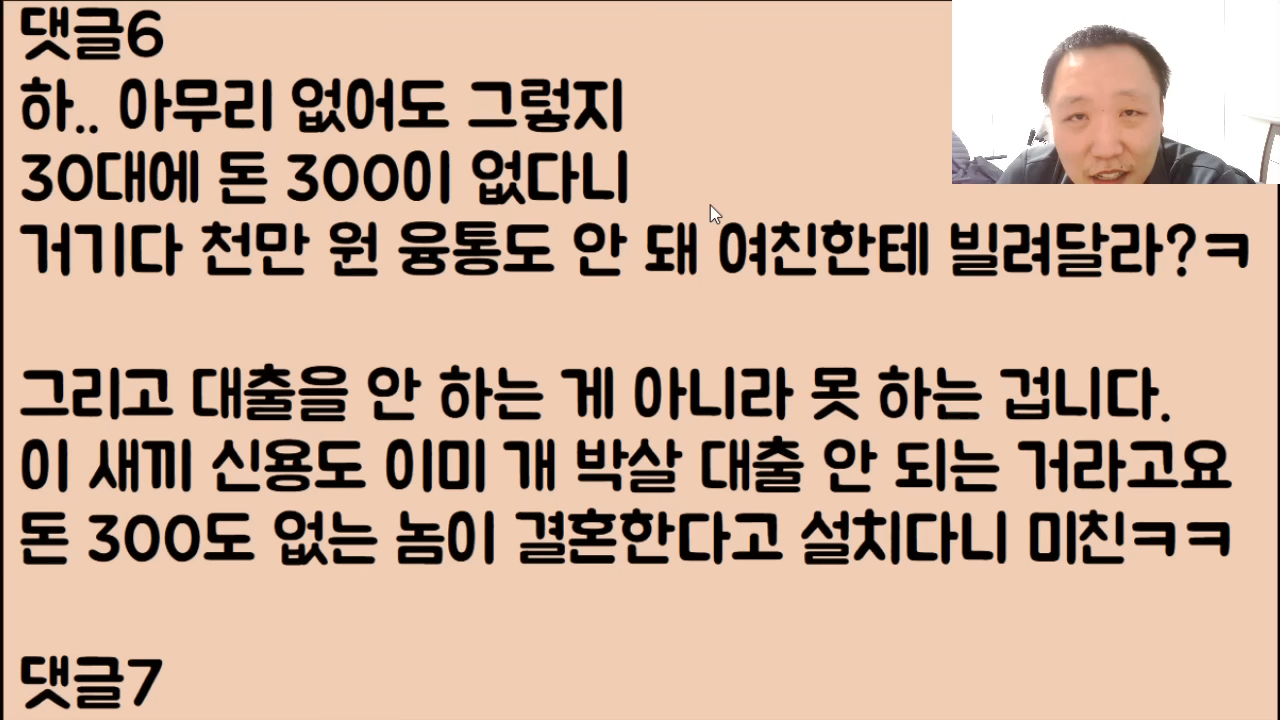 댓글6
하.. 아무리 없어도 그렇지
30대에 돈 300이 없다니
거기다 천만 원 융통도 안 돼 여친한테 빌려달라?ㅋ
그리고 대출을 안 하는 게 아니라 못 하는 겁니다.
이 새끼 신용도 이미 개 박살 대출 안 되는 거라고요
돈 300도 없는 놈이 결혼한다고 설치다니 미친ㅋㅋ
댓글7